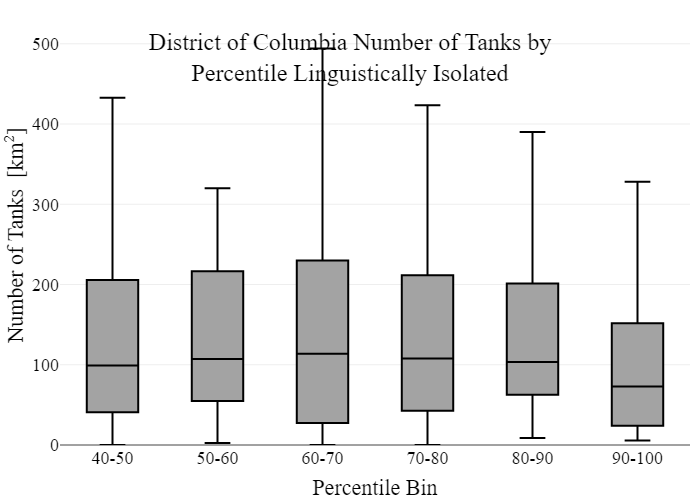 District of Columbia Number of Tanks by
Percentile Linguistically Isolated
Number of Tanks [km²]
500
400
300
200
100
0
40-50 50-60 60-70 70-80 80-90 90-100
Percentile Bin